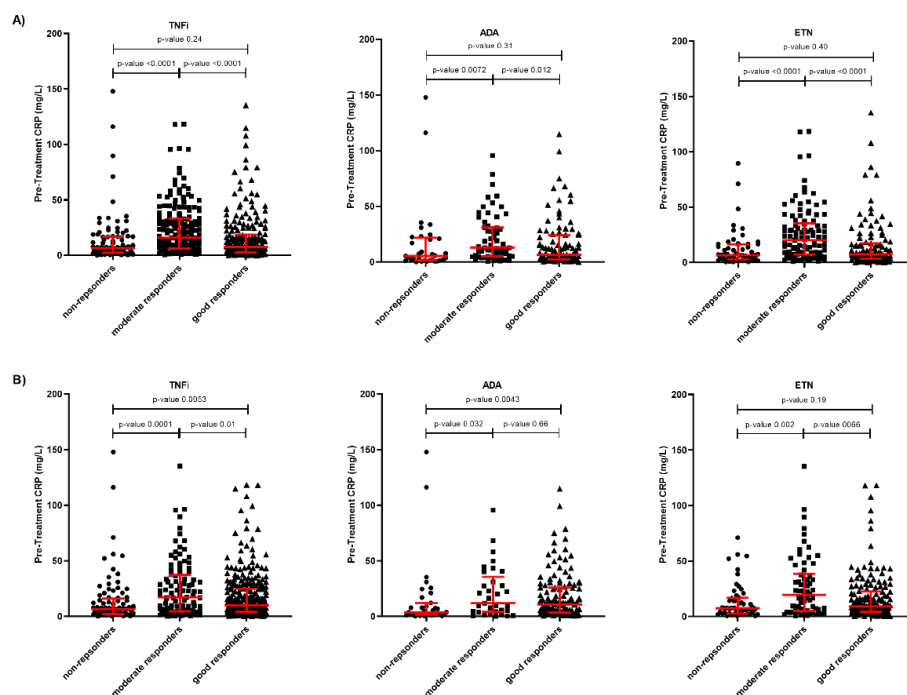 A)
TNFi
p-value 0.24
p-value <0.0001 p-value <0.0001
Pre-Treatment CRP (mg/L)
200
150
100
50
0
non-repsonders
moderate responders
good responders
ADA
p-value 0.31
p-value 0.0072 p-value 0.012
Pre-Treatment CRP (mg/L)
200
150
100
50
0
non-responders
moderate responders
good responders
ETN
p-value 0.40
p-value <0.0001 p-value <0.0001
Pre-Treatment CRP (mg/L)
200
150
100
50
0
non-responders
moderate responders
good responders
B)
TNFi
p-value 0.0053
p-value 0.0001 p-value 0.01
Pre-Treatment CRP (mg/L)
200
150
100
50
0
non-repsonders
moderate responders
good responders
ADA
p-value 0.0043
p-value 0.032 p-value 0.66
Pre-Treatment CRP (mg/L)
200
150
100
50
0
non-responders
moderate responders
good responders
ETN
p-value 0.19
p-value 0.002 p-value 0066
Pre-Treatment CRP (mg/L)
200
150
100
50
0
non-responders
moderate responders
good responders